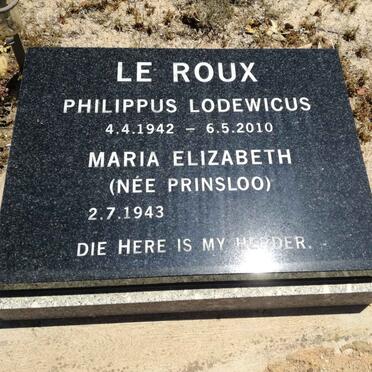 LE ROUX
PHILIPPUS LODEWICUS
4.4.1942 – 6.5.2010
MARIA ELIZABETH
(NÉE PRINSLOO)
2.7.1943
DIE HERE IS MY HERDER.